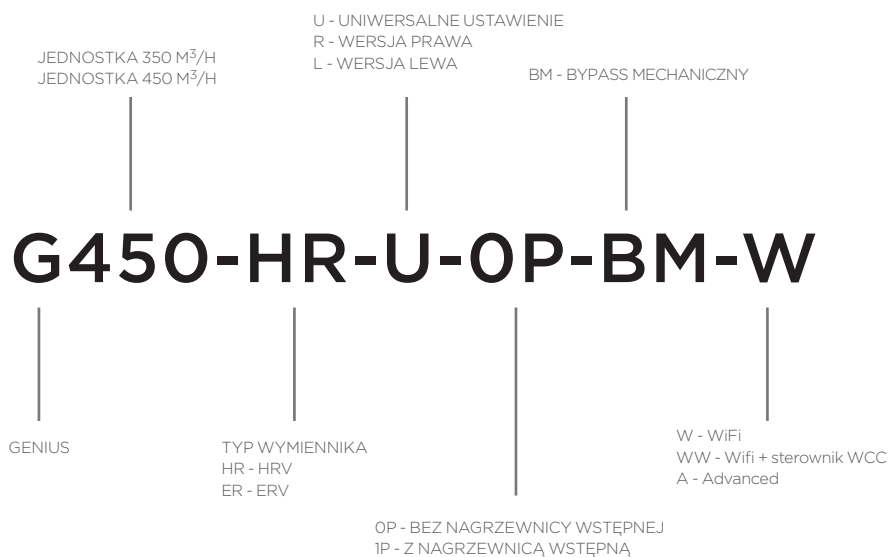 U - UNIWERSALNE USTAWIENIE
R - WERSJA PRAWA
L - WERSJA LEWA
JEDNOSTKA 350 M³/H
JEDNOSTKA 450 M³/H
BM - BYPASS MECHANICZNY
G450-HR-U-0P-BM-W
GENIUS
TYP WYMIENNIKA
HR - HRV
ER - ERV
W - WiFi
WW - Wifi + sterownik WCC
A - Advanced
0P - BEZ NAGRZEWNICY WSTĘPNEJ
1P - Z NAGRZEWNICĄ WSTĘPNĄ